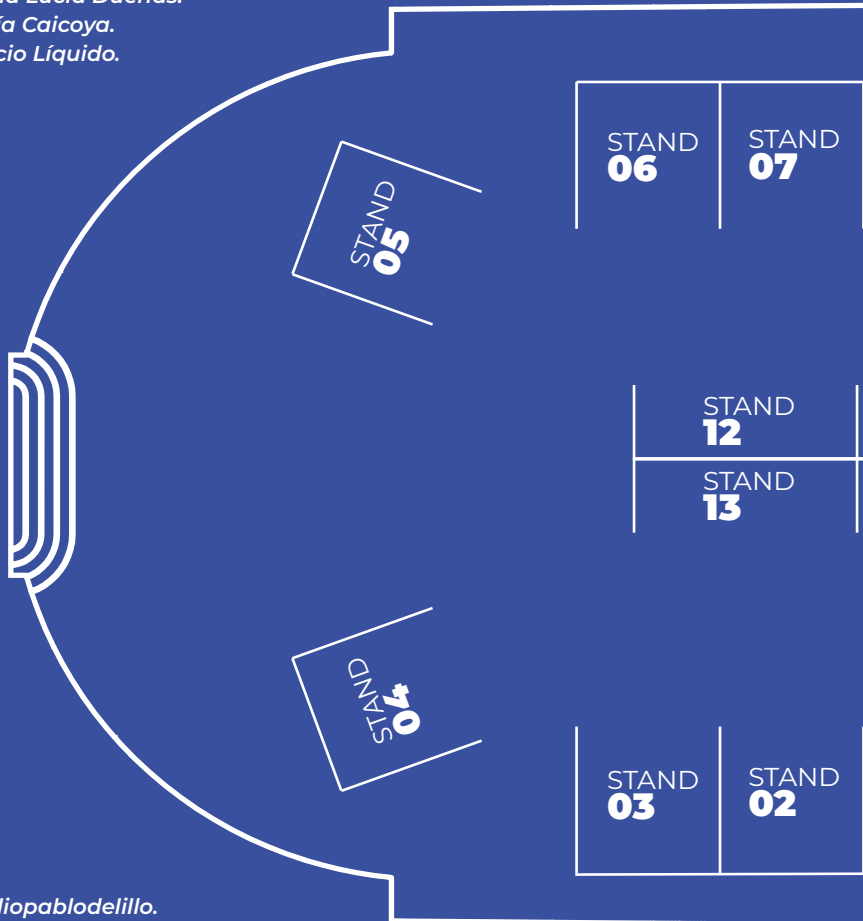 ía Caicoya.
cio Líquido.
STAND
06
STAND
07
STAND
05
STAND
12
STAND
13
STAND
04
STAND
03
STAND
02
liopablodelillo.